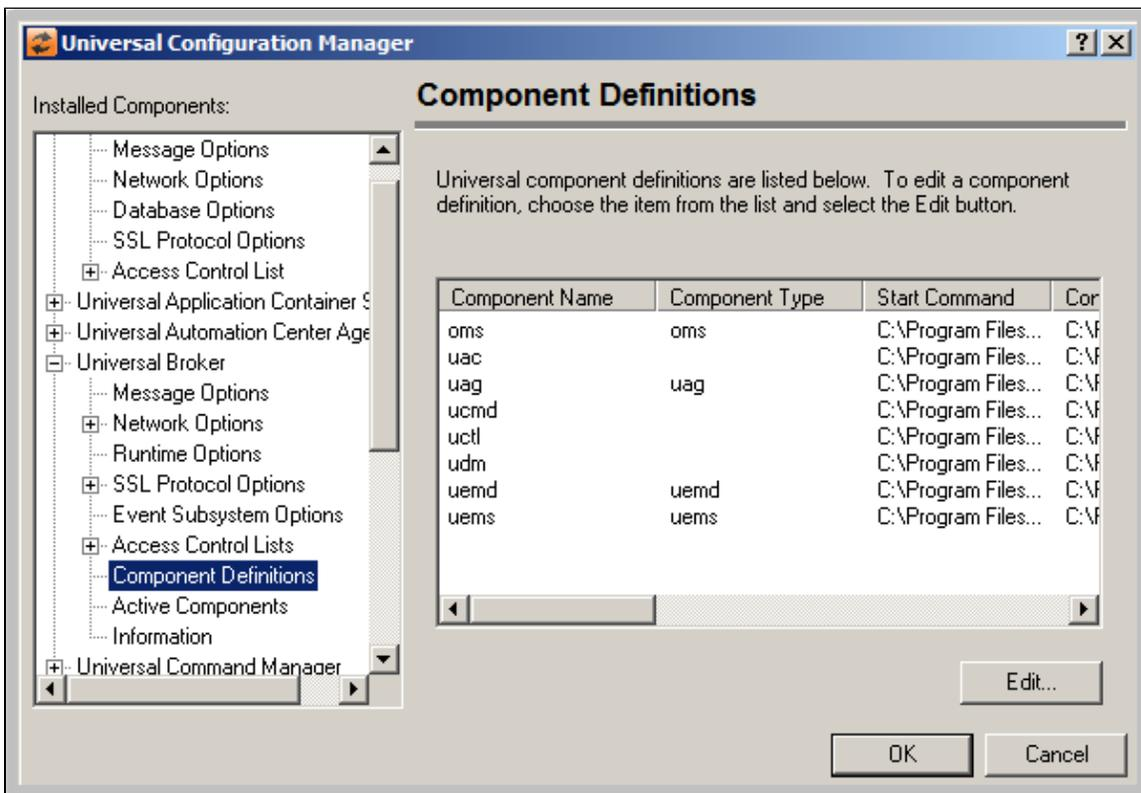 Universal Configuration Manager
Installed Components:
Message Options
Network Options
Database Options
SSL Protocol Options
Access Control List
Universal Application Container S
Universal Automation Center Age
Universal Broker
Message Options
Network Options
Runtime Options
SSL Protocol Options
Event Subsystem Options
Access Control Lists
Component Definitions
Active Components
Information
Universal Command Manager
Component Definitions
Universal component definitions are listed below. To edit a component
definition, choose the item from the list and select the Edit button.
Component Name Component Type Start Command Cor
oms oms C:\Program Files... C:\F
uac C:\Program Files... C:\F
uag uag C:\Program Files... C:\F
ucmd C:\Program Files... C:\F
uctl C:\Program Files... C:\F
udm C:\Program Files... C:\F
uemd uemd C:\Program Files... C:\F
uems uems C:\Program Files... C:\F
Edit...
OK Cancel